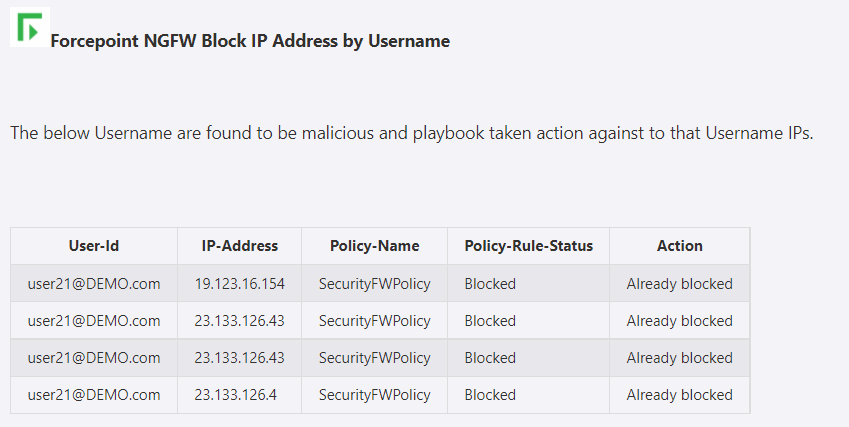 Forcepoint NGFW Block IP Address by Username
The below Username are found to be malicious and playbook taken action against to that Username IPs.
User-Id IP-Address Policy-Name Policy-Rule-Status Action
user21@DEMO.com 19.123.16.154 SecurityFWPolicy Blocked Already blocked
user21@DEMO.com 23.133.126.43 SecurityFWPolicy Blocked Already blocked
user21@DEMO.com 23.133.126.43 SecurityFWPolicy Blocked Already blocked
user21@DEMO.com 23.133.126.4 SecurityFWPolicy Blocked Already blocked